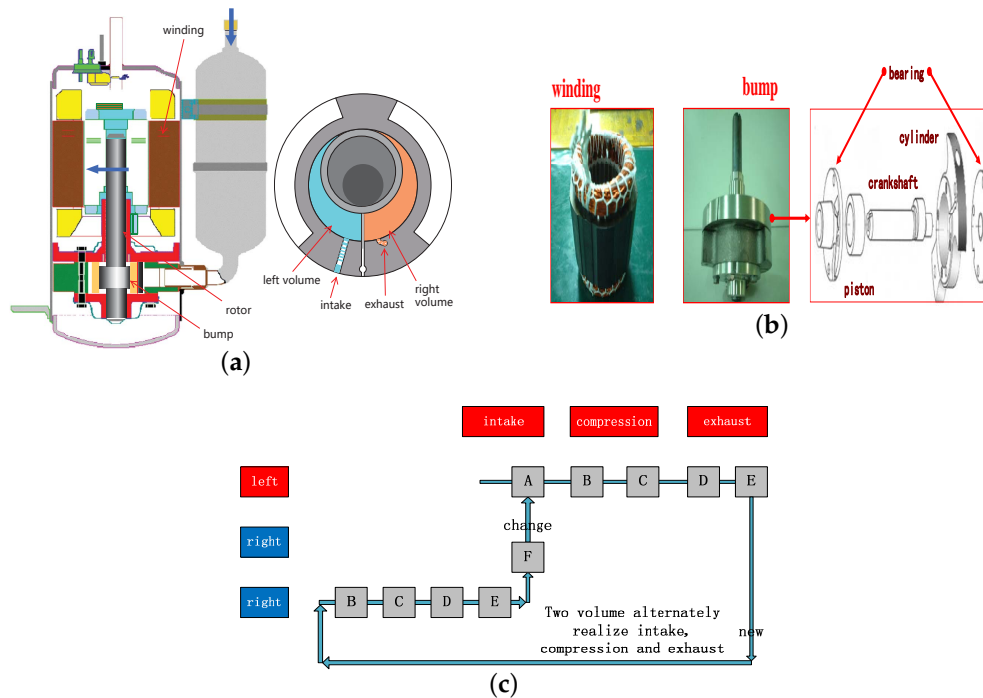 (a)
winding
left volume
intake
exhaust
right
volume
rotor
bump
winding
bump
bearing
cylinder
crankshaft
piston
(b)
intake
compression
exhaust
left
A
B
C
D
E
change
right
F
right
B
C
D
E
Two volume alternately
realize intake,
compression and exhaust
new
(c)